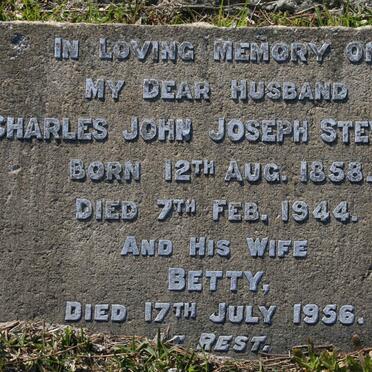 IN LOVING MEMORY O
MY DEAR HUSBAND
CHARLES JOHN JOSEPH STE
BORN 12TH AUG. 1858.
DIED 7TH FEB. 1944.
AND HIS WIFE
BETTY,
DIED 17TH JULY 1956.
REST.